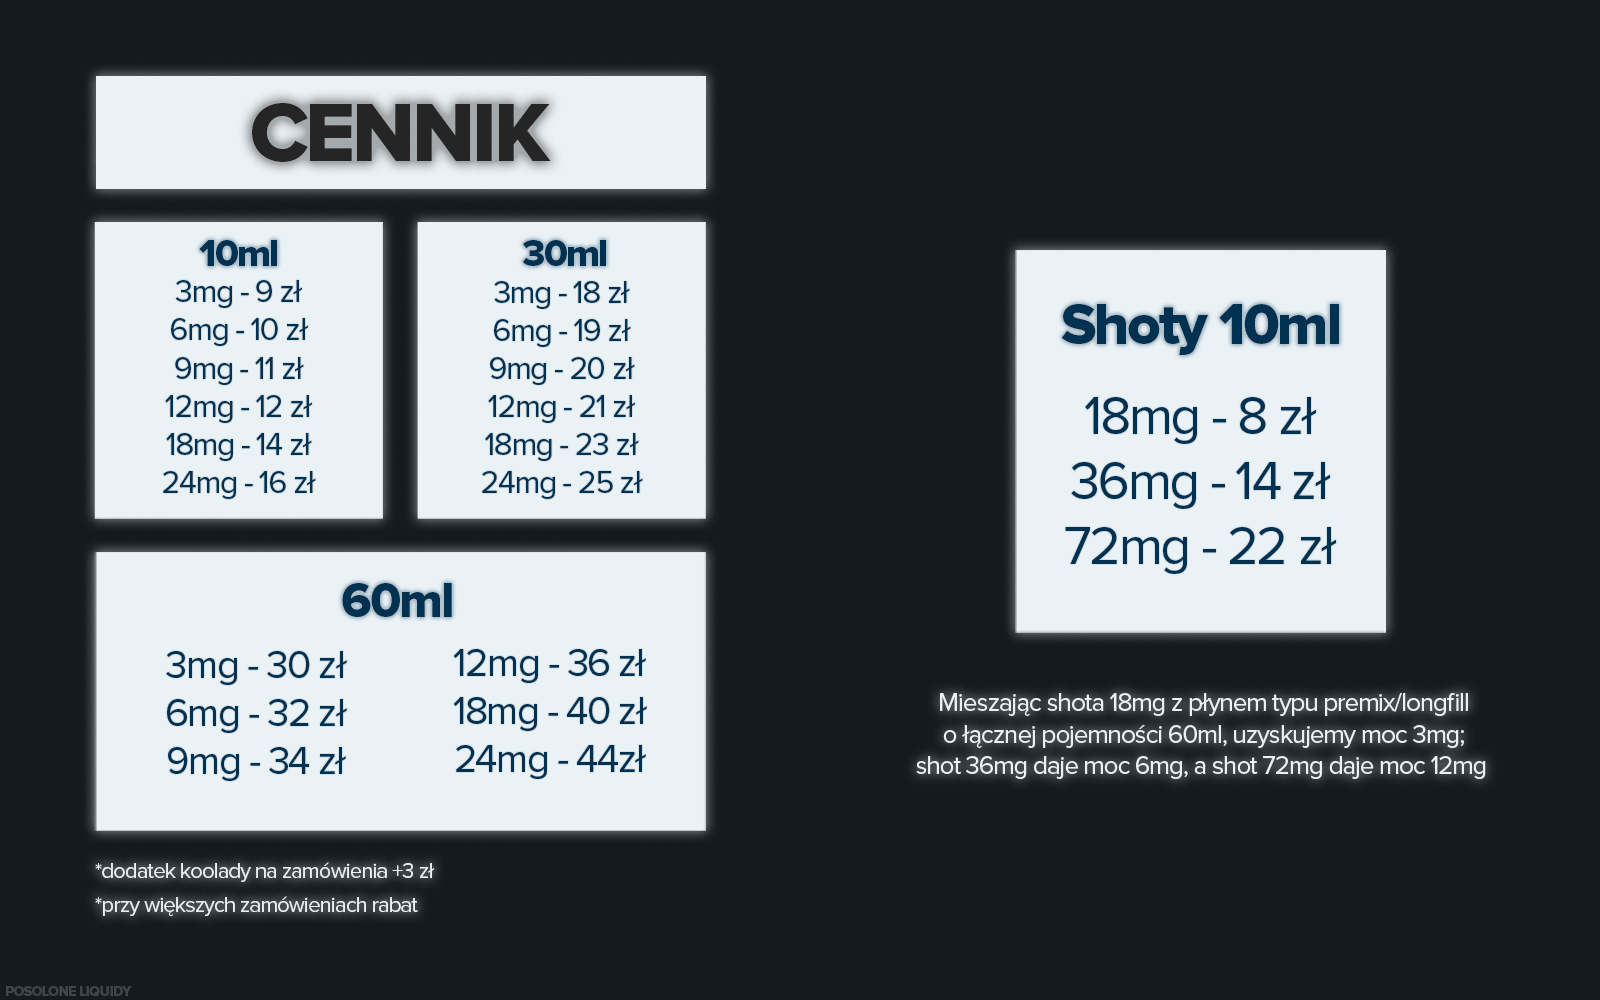 CENNIK
10ml
3mg - 9 zł
6mg - 10 zł
9mg - 11 zł
12mg - 12 zł
18mg - 14 zł
24mg - 16 zł
30ml
3mg - 18 zł
6mg - 19 zł
9mg - 20 zł
12mg - 21 zł
18mg - 23 zł
24mg - 25 zł
60ml
3mg - 30 zł
6mg - 32 zł
9mg - 34 zł
12mg - 36 zł
18mg - 40 zł
24mg - 44zł
*dodatek koolady na zamówienia +3 zł
*przy większych zamówieniach rabat
Shoty 10ml
18mg - 8 zł
36mg - 14 zł
72mg - 22 zł
Mieszając shota 18mg z płynem typu premix/longfill
o łącznej pojemności 60ml, uzyskujemy moc 3mg;
shot 36mg daje moc 6mg, a shot 72mg daje moc 12mg
POSOLONE LIQUIDY